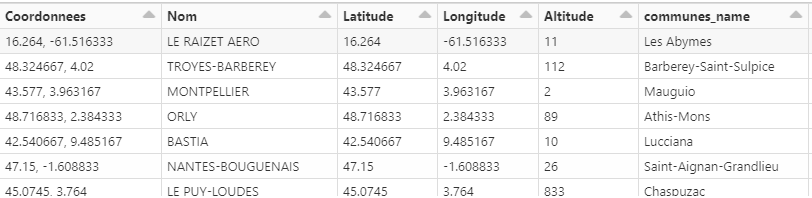 Coordonnees Nom Latitude Longitude Altitude communes_name
16.264, -61.516333 LE RAIZET AERO 16.264 -61.516333 11 Les Abymes
48.324667, 4.02 TROYES-BARBEREY 48.324667 4.02 112 Barberey-Saint-Sulpice
43.577, 3.963167 MONTPELLIER 43.577 3.963167 2 Mauguio
48.716833, 2.384333 ORLY 48.716833 2.384333 89 Athis-Mons
42.540667, 9.485167 BASTIA 42.540667 9.485167 10 Lucciana
47.15, -1.608833 NANTES-BOUGUENAIS 47.15 -1.608833 26 Saint-Aignan-Grandlieu
45.0745, 3.764 LE PUY-LOUDES 45.0745 3.764 833 Chaspuzac